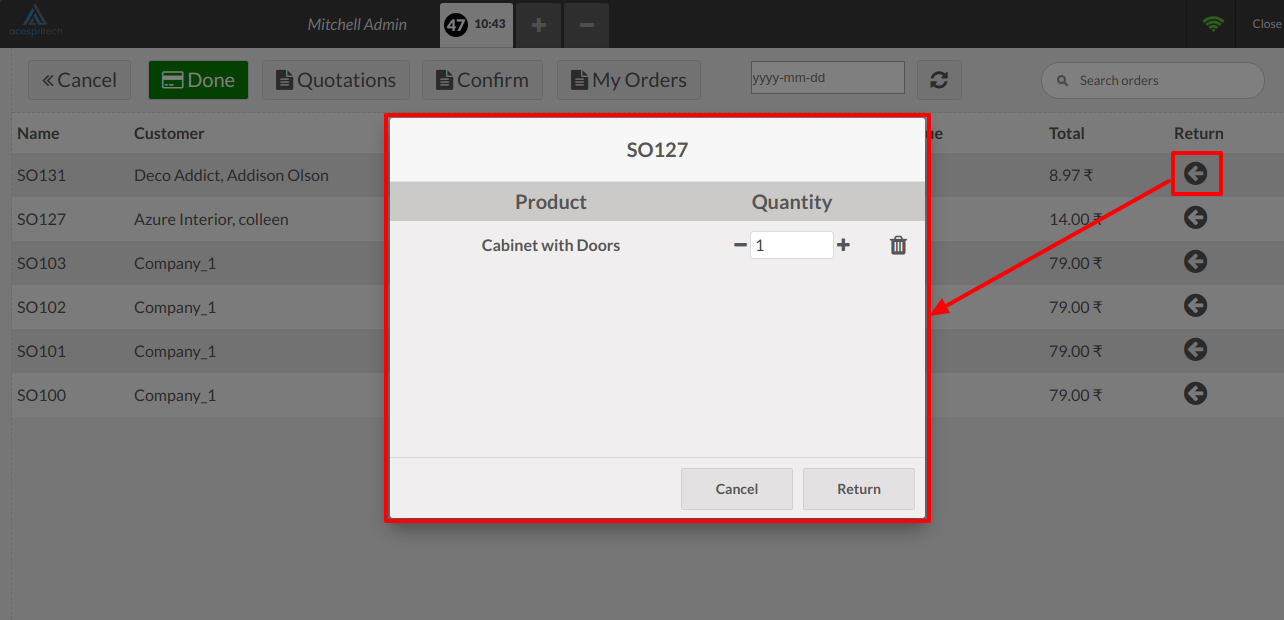 acespritech
Mitchell Admin
47 10:43
Close
Cancel Done Quotations Confirm My Orders yyyy-mm-dd Search orders
Name Customer ue Total Return
SO131 Deco Addict, Addison Olson 8.97 ₹
SO127 Azure Interior, colleen 14.00 ₹
SO103 Company_1 79.00 ₹
SO102 Company_1 79.00 ₹
SO101 Company_1 79.00 ₹
SO100 Company_1 79.00 ₹
SO127
Product Quantity
Cabinet with Doors 1
Cancel Return